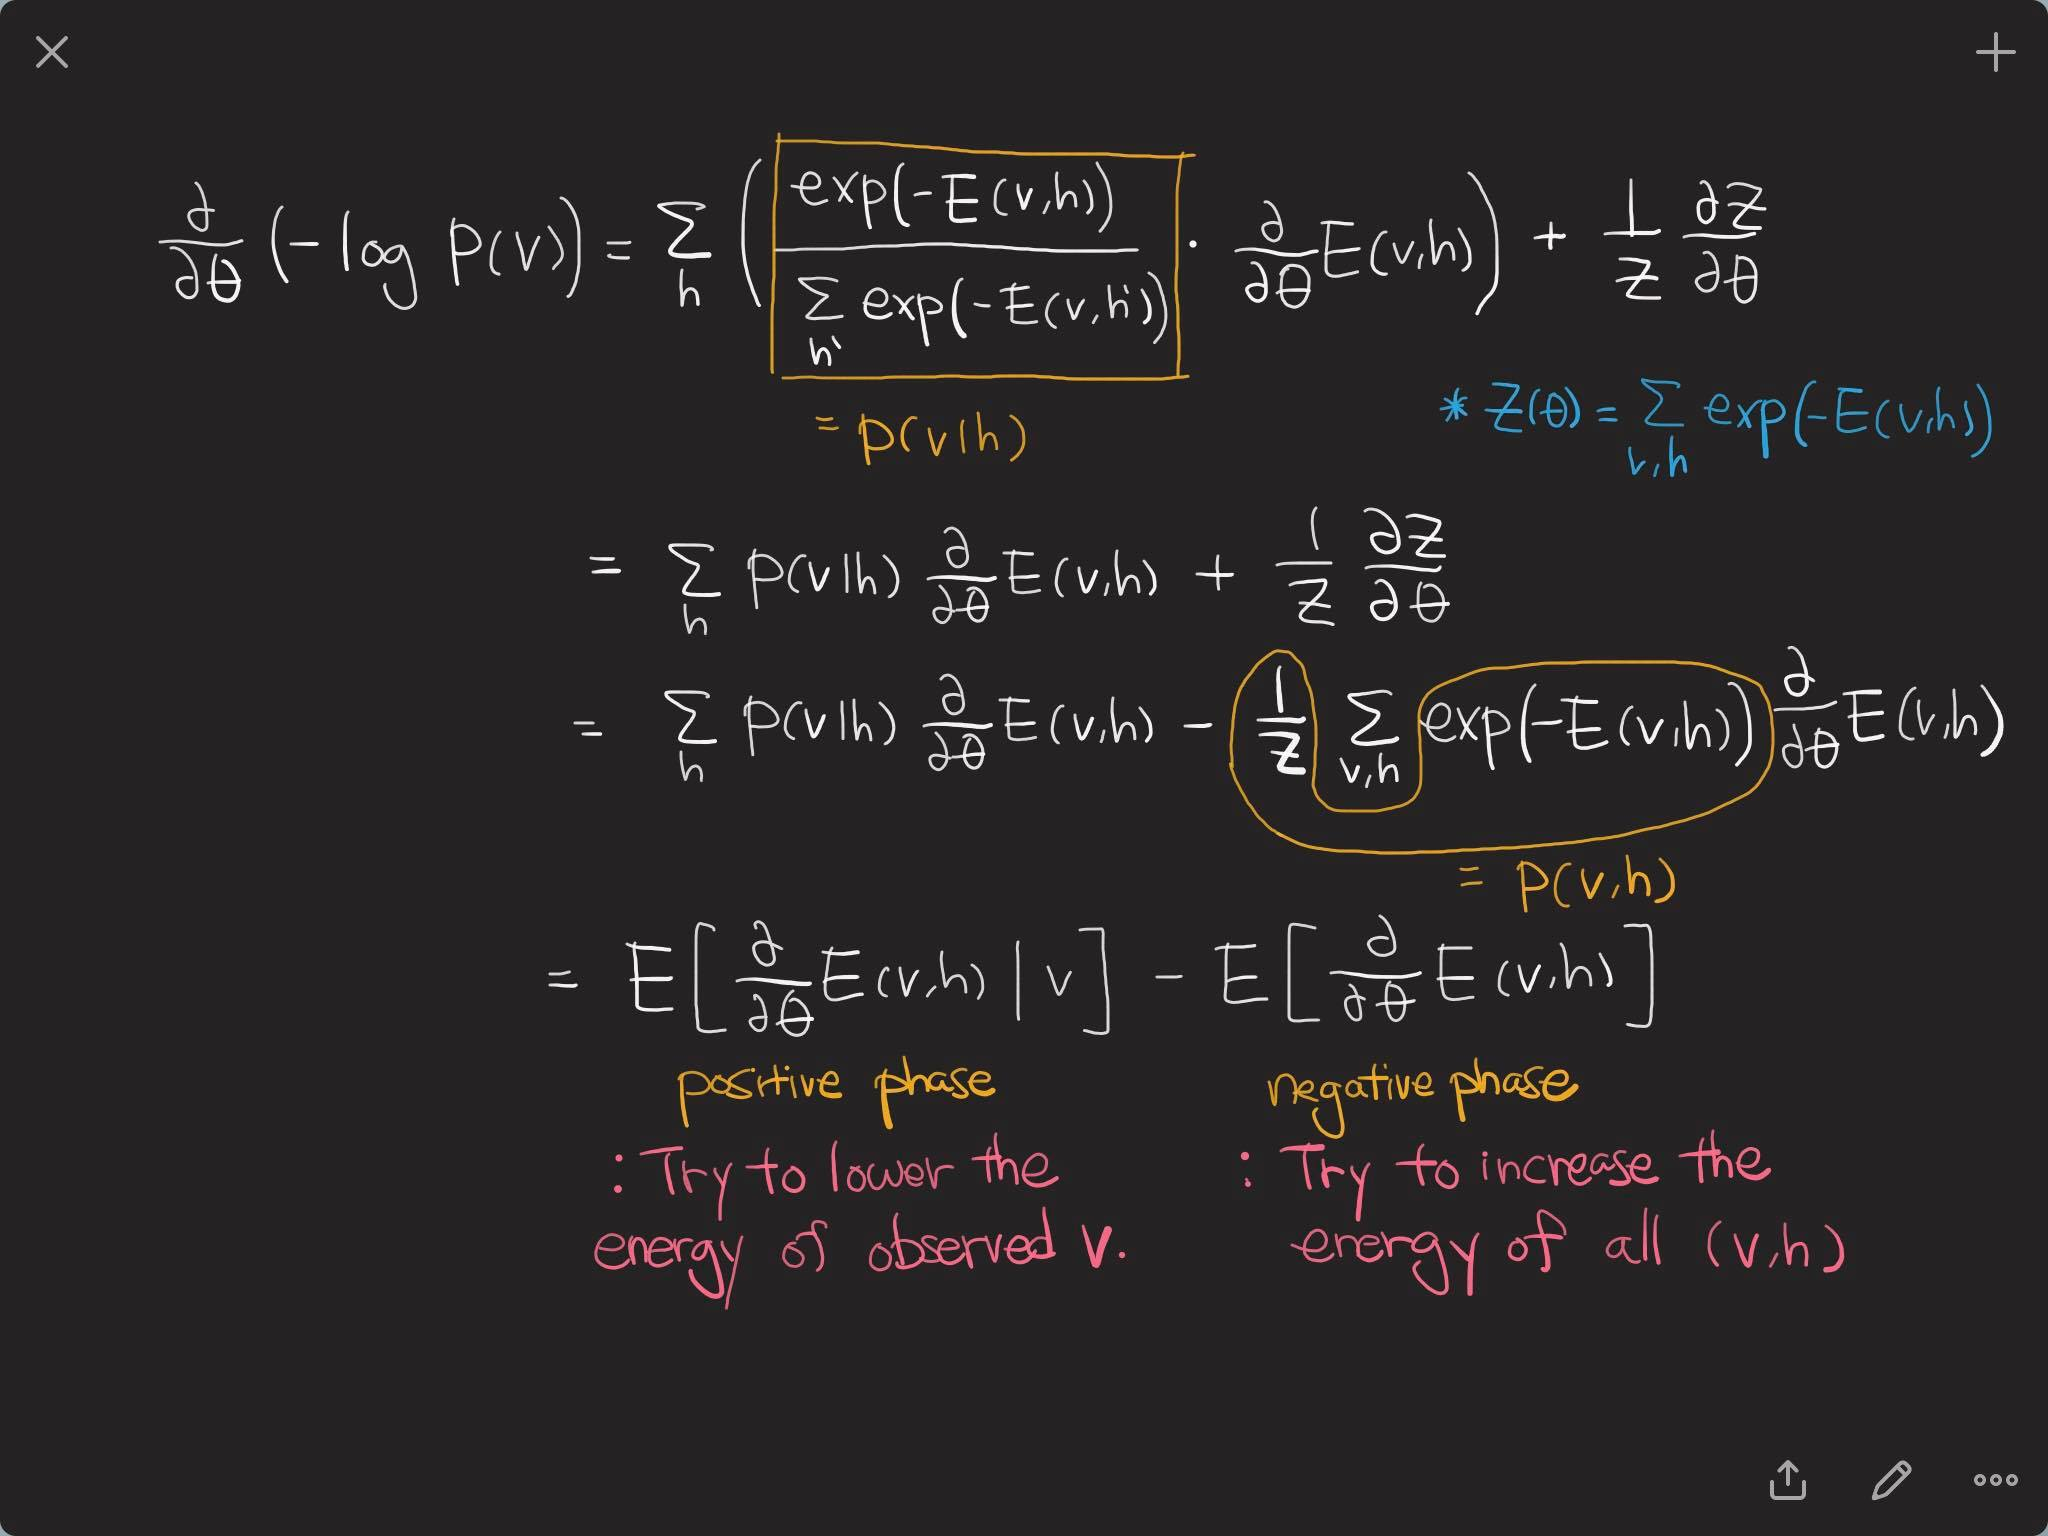 ∂/∂θ (-log P(v)) = Σ_h ( exp(-E(v,h)) / Σ_h' exp(-E(v,h')) · ∂/∂θ E(v,h) ) + 1/Z ∂Z/∂θ
= p(v|h)
* Z(θ) = Σ_v,h exp(-E(v,h))
= Σ_h P(v|h) ∂/∂θ E(v,h) + 1/Z ∂Z/∂θ
= Σ_h P(v|h) ∂/∂θ E(v,h) - 1/Z Σ_v,h exp(-E(v,h)) ∂/∂θ E(v,h)
= P(v,h)
= E[ ∂/∂θ E(v,h) | v ] - E[ ∂/∂θ E(v,h) ]
positive phase
: Try to lower the
energy of observed v.
negative phase
: Try to increase the
energy of all (v,h)